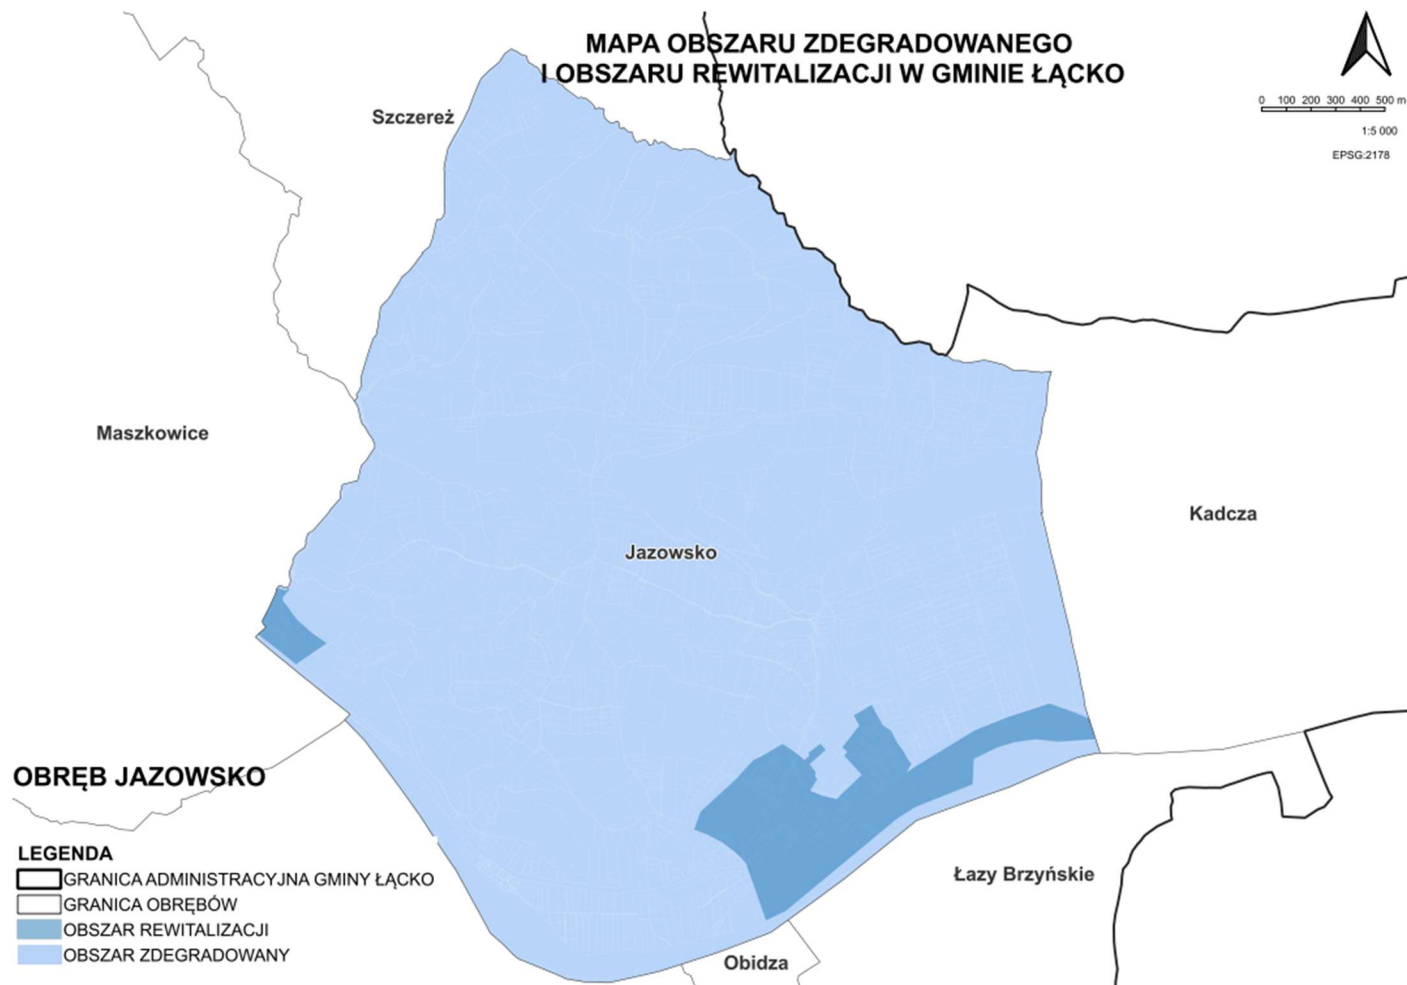 MAPA OBSZARU ZDEGRADOWANEGO
I OBSZARU REWITALIZACJI W GMINIE ŁĄCKO
0 100 200 300 400 500 m
1:5 000
EPSG:2178
Szczereż
Maszkowice
Kadcza
Jazowsko
OBRĘB JAZOWSKO
LEGENDA
GRANICA ADMINISTRACYJNA GMINY ŁĄCKO
GRANICA OBRĘBÓW
OBSZAR REWITALIZACJI
OBSZAR ZDEGRADOWANY
Łazy Brzyńskie
Obidza